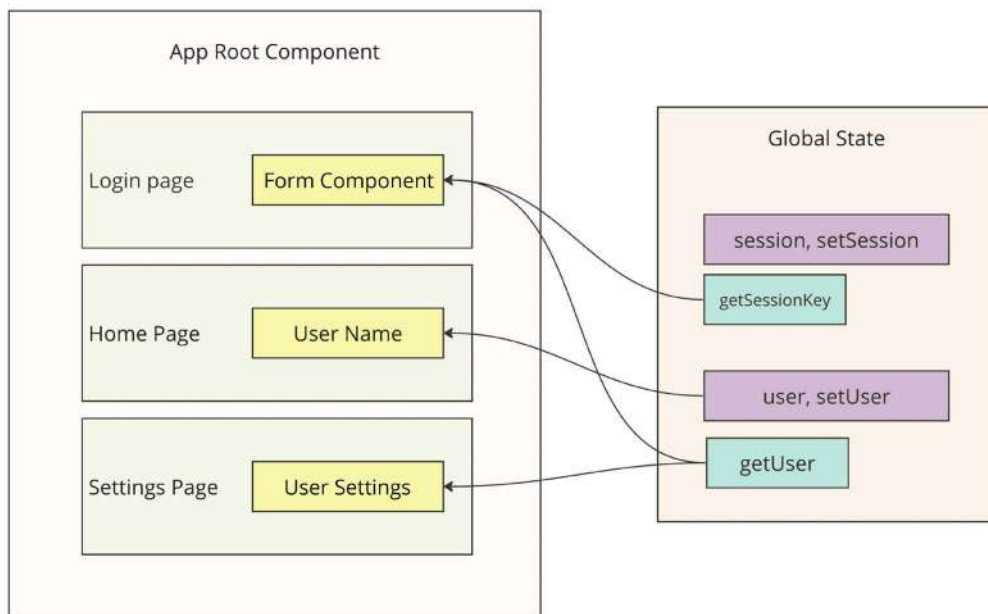 App Root Component
Login page
Form Component
Home Page
User Name
Settings Page
User Settings
Global State
session, setSession
getSessionKey
user, setUser
getUser